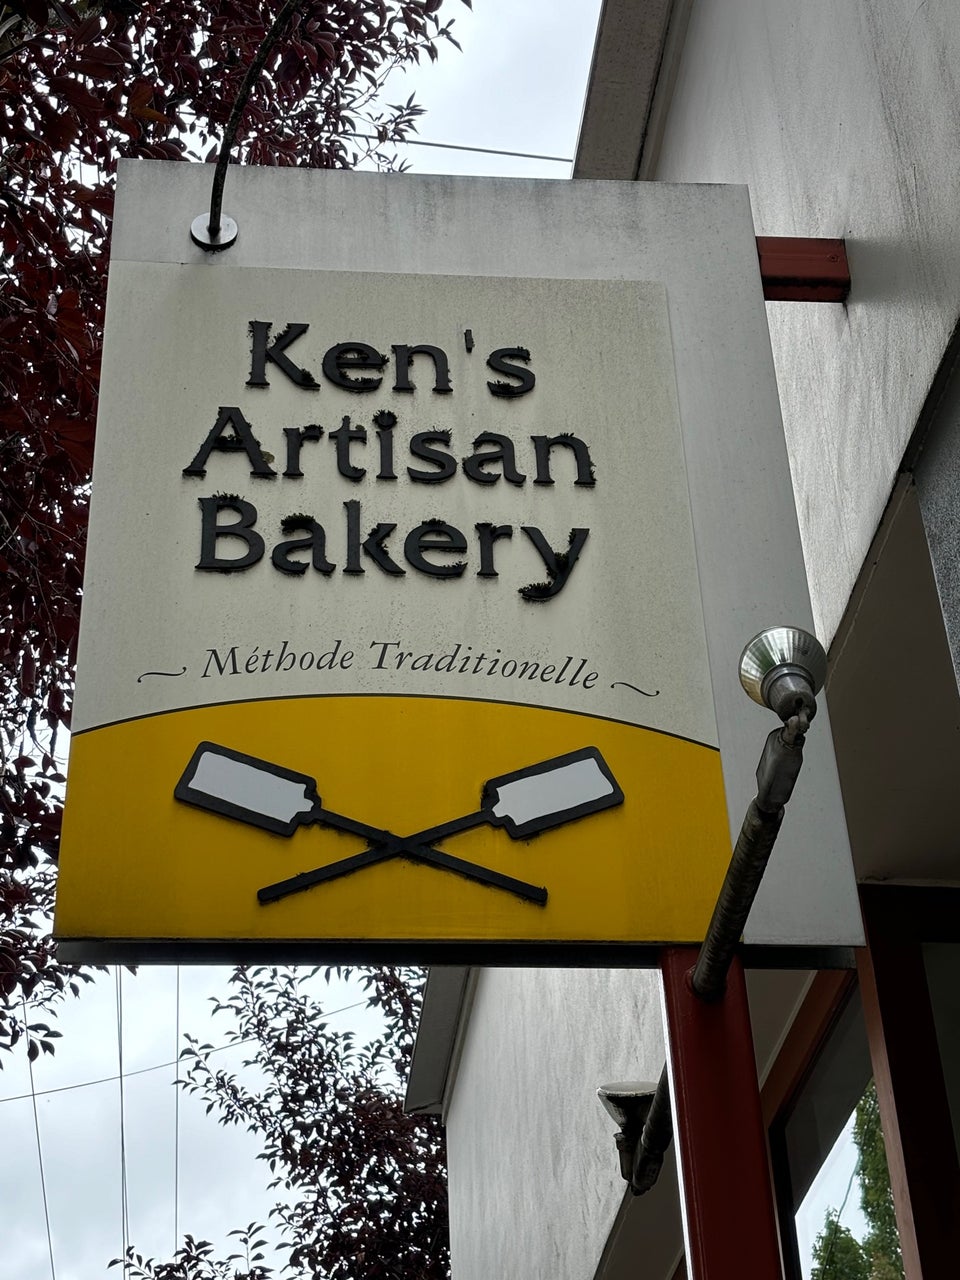 Ken's
Artisan
Bakery
~ Méthode Traditionelle ~